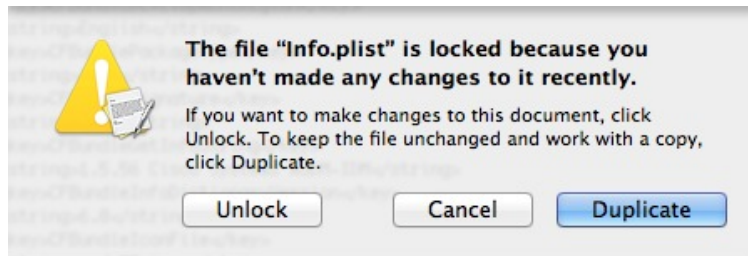 The file “Info.plist” is locked because you
haven’t made any changes to it recently.
If you want to make changes to this document, click
Unlock. To keep the file unchanged and work with a copy,
click Duplicate.
Unlock Cancel Duplicate